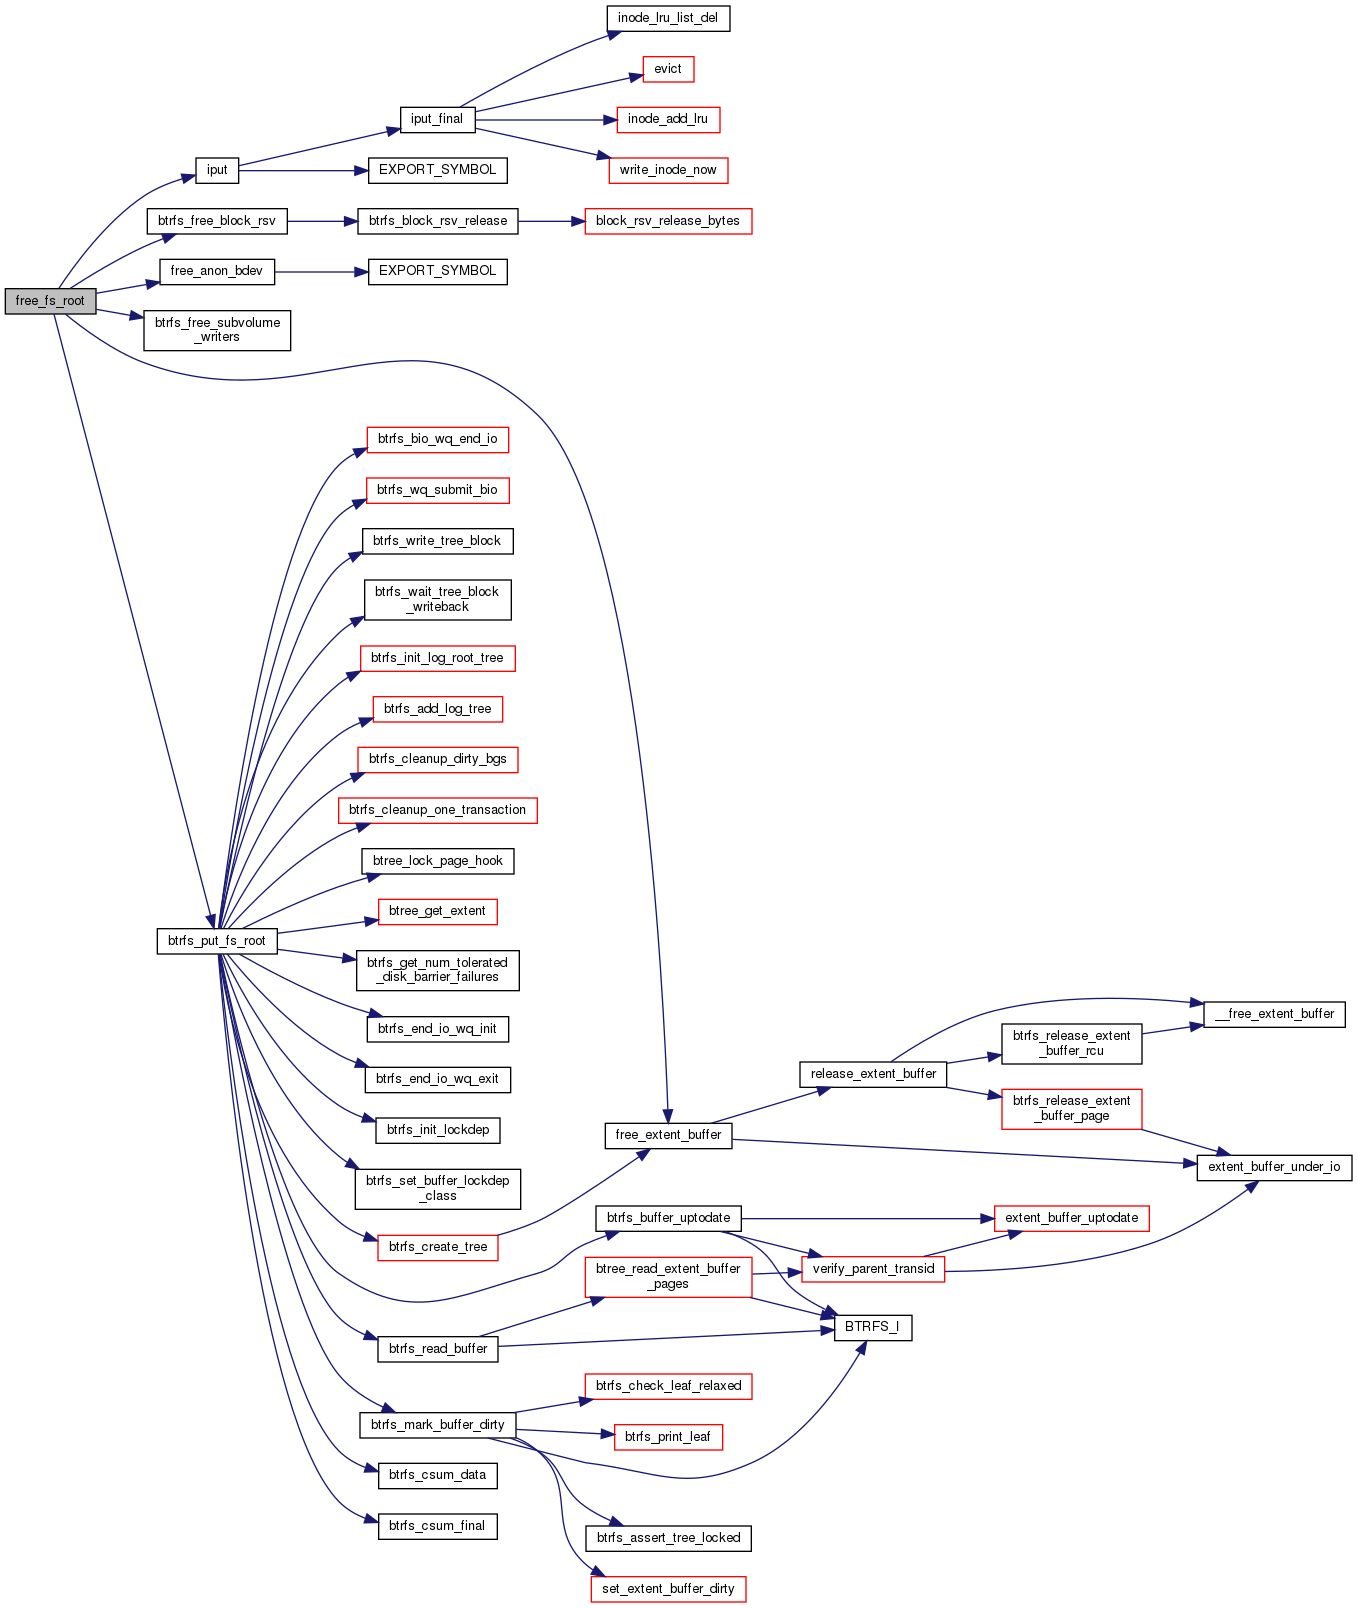 inode_lru_list_del
evict
iput_final
inode_add_lru
iput
EXPORT_SYMBOL
write_inode_now
btrfs_free_block_rsv
btrfs_block_rsv_release
block_rsv_release_bytes
free_anon_bdev
EXPORT_SYMBOL
free_fs_root
btrfs_free_subvolume
_writers
btrfs_bio_wq_end_io
btrfs_wq_submit_bio
btrfs_write_tree_block
btrfs_wait_tree_block
_writeback
btrfs_init_log_root_tree
btrfs_add_log_tree
btrfs_cleanup_dirty_bgs
btrfs_cleanup_one_transaction
btree_lock_page_hook
btree_get_extent
btrfs_put_fs_root
btrfs_get_num_tolerated
_disk_barrier_failures
btrfs_end_io_wq_init
btrfs_end_io_wq_exit
btrfs_init_lockdep
btrfs_set_buffer_lockdep
_class
btrfs_create_tree
free_extent_buffer
release_extent_buffer
__free_extent_buffer
btrfs_release_extent
_buffer_rcu
btrfs_release_extent
_buffer_page
extent_buffer_under_io
btrfs_buffer_uptodate
extent_buffer_uptodate
btree_read_extent_buffer
_pages
verify_parent_transid
BTRFS_I
btrfs_read_buffer
btrfs_check_leaf_relaxed
btrfs_mark_buffer_dirty
btrfs_print_leaf
btrfs_csum_data
btrfs_csum_final
btrfs_assert_tree_locked
set_extent_buffer_dirty